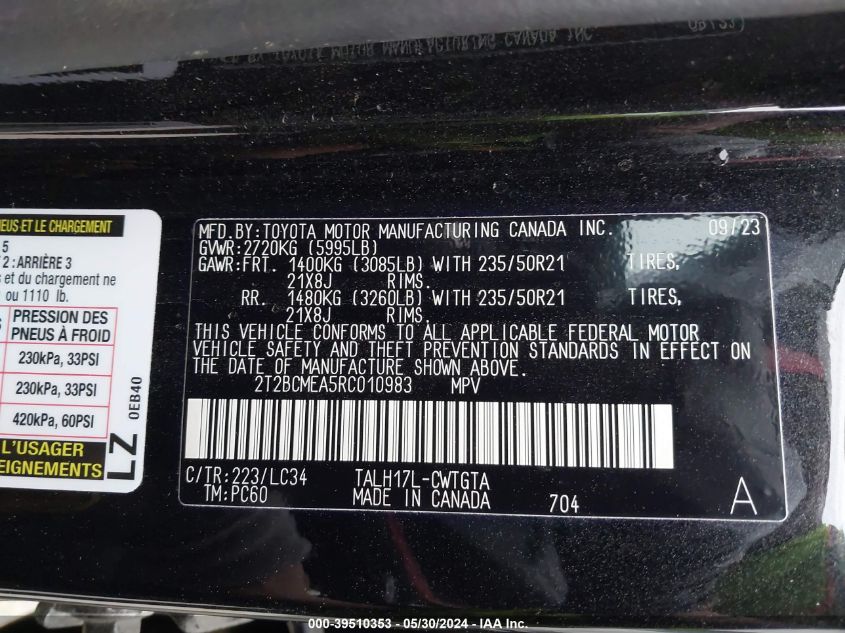 MFD.BY:TOYOTA MOTOR MANUFACTURING CANADA INC. 09/23
GVWR:2720KG (5995LB)
GAWR:FRT. 1400KG (3085LB) WITH 235/50R21 TIRES,
21X8J RIMS.
RR. 1480KG (3260LB) WITH 235/50R21 TIRES,
21X8J RIMS.
THIS VEHICLE CONFORMS TO ALL APPLICABLE FEDERAL MOTOR
VEHICLE SAFETY AND THEFT PREVENTION STANDARDS IN EFFECT ON
THE DATE OF MANUFACTURE SHOWN ABOVE.
2T2BCMEA5RC010983 MPV
C/TR:223/LC34 TALH17L-CWTGTA
TM:PC60 MADE IN CANADA 704 A
PNEUS ET LE CHARGEMENT
5
2 : ARRIÈRE 3
et du chargement ne
ou 1110 lb.
PRESSION DES
PNEUS À FROID
230kPa, 33PSI
230kPa, 33PSI
420kPa, 60PSI
L'USAGER
LZ 0EB40
000-39510353 - 05/30/2024 - IAA Inc.